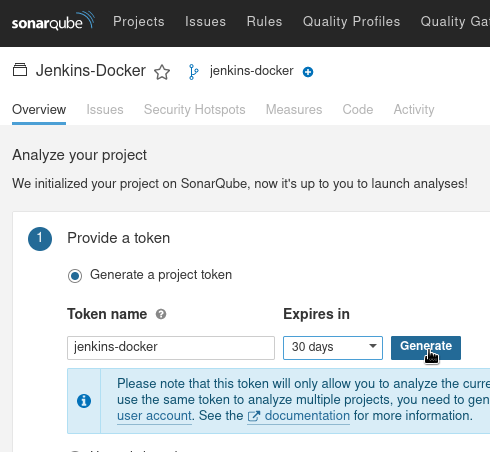 sonarqube Projects Issues Rules Quality Profiles Quality Gat
Jenkins-Docker jenkins-docker
Overview Issues Security Hotspots Measures Code Activity
Analyze your project
We initialized your project on SonarQube, now it's up to you to launch analyses!
1 Provide a token
Generate a project token
Token name ? Expires in
jenkins-docker 30 days Generate
Please note that this token will only allow you to analyze the curre
use the same token to analyze multiple projects, you need to gen
user account. See the documentation for more information.